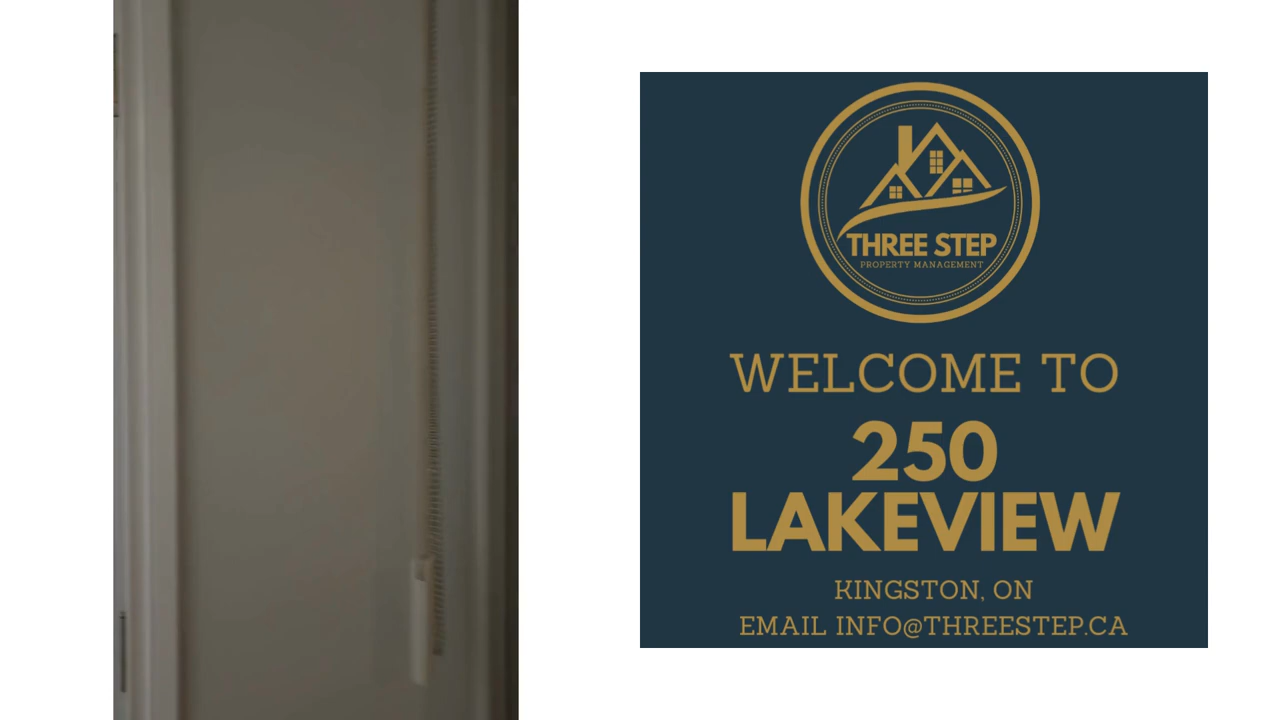 THREE STEP
PROPERTY MANAGEMENT
WELCOME TO
250
LAKEVIEW
KINGSTON, ON
EMAIL INFO@THREESTEP.CA